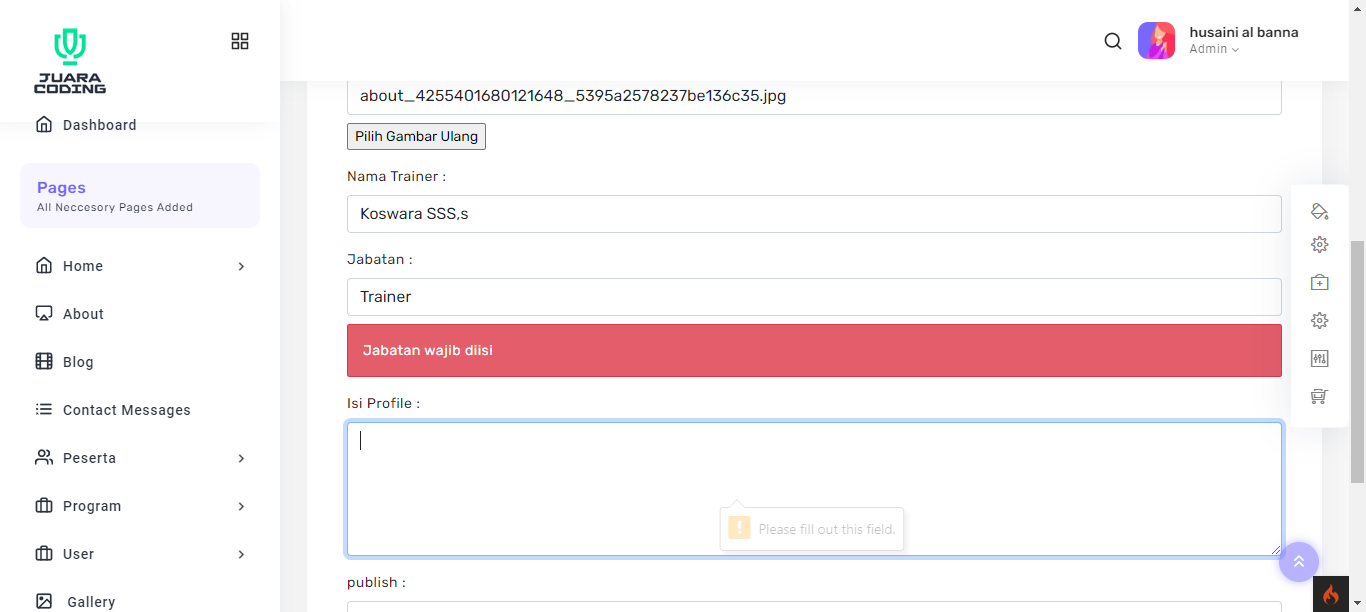 JUARA
CODING
husaini al banna
Admin
Dashboard
Pages
All Neccesory Pages Added
Home
About
Blog
Contact Messages
Peserta
Program
User
Gallery
about_4255401680121648_5395a2578237be136c35.jpg
Pilih Gambar Ulang
Nama Trainer :
Koswara SSS,s
Jabatan :
Trainer
Jabatan wajib diisi
Isi Profile :
Please fill out this field.
publish :